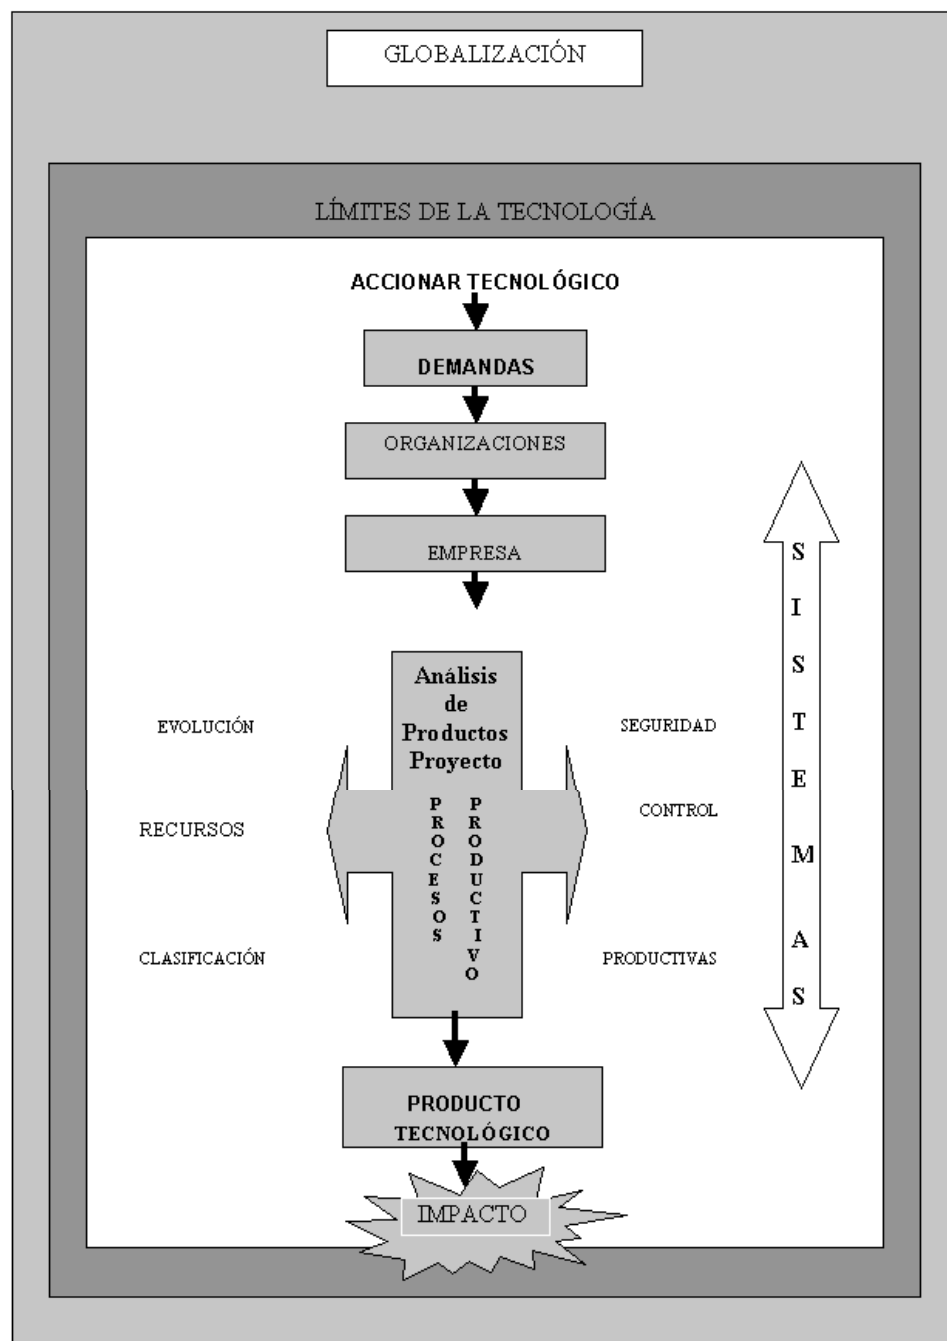 GLOBALIZACIÓN
LÍMITES DE LA TECNOLOGÍA
ACCIONAR TECNOLÓGICO
DEMANDAS
ORGANIZACIONES
EMPRESA
Análisis
de
Productos
Proyecto
PROCESOS
PRODUCTIVO
EVOLUCIÓN
RECURSOS
CLASIFICACIÓN
SEGURIDAD
CONTROL
PRODUCTIVAS
SISTEMAS
PRODUCTO
TECNOLÓGICO
IMPACTO